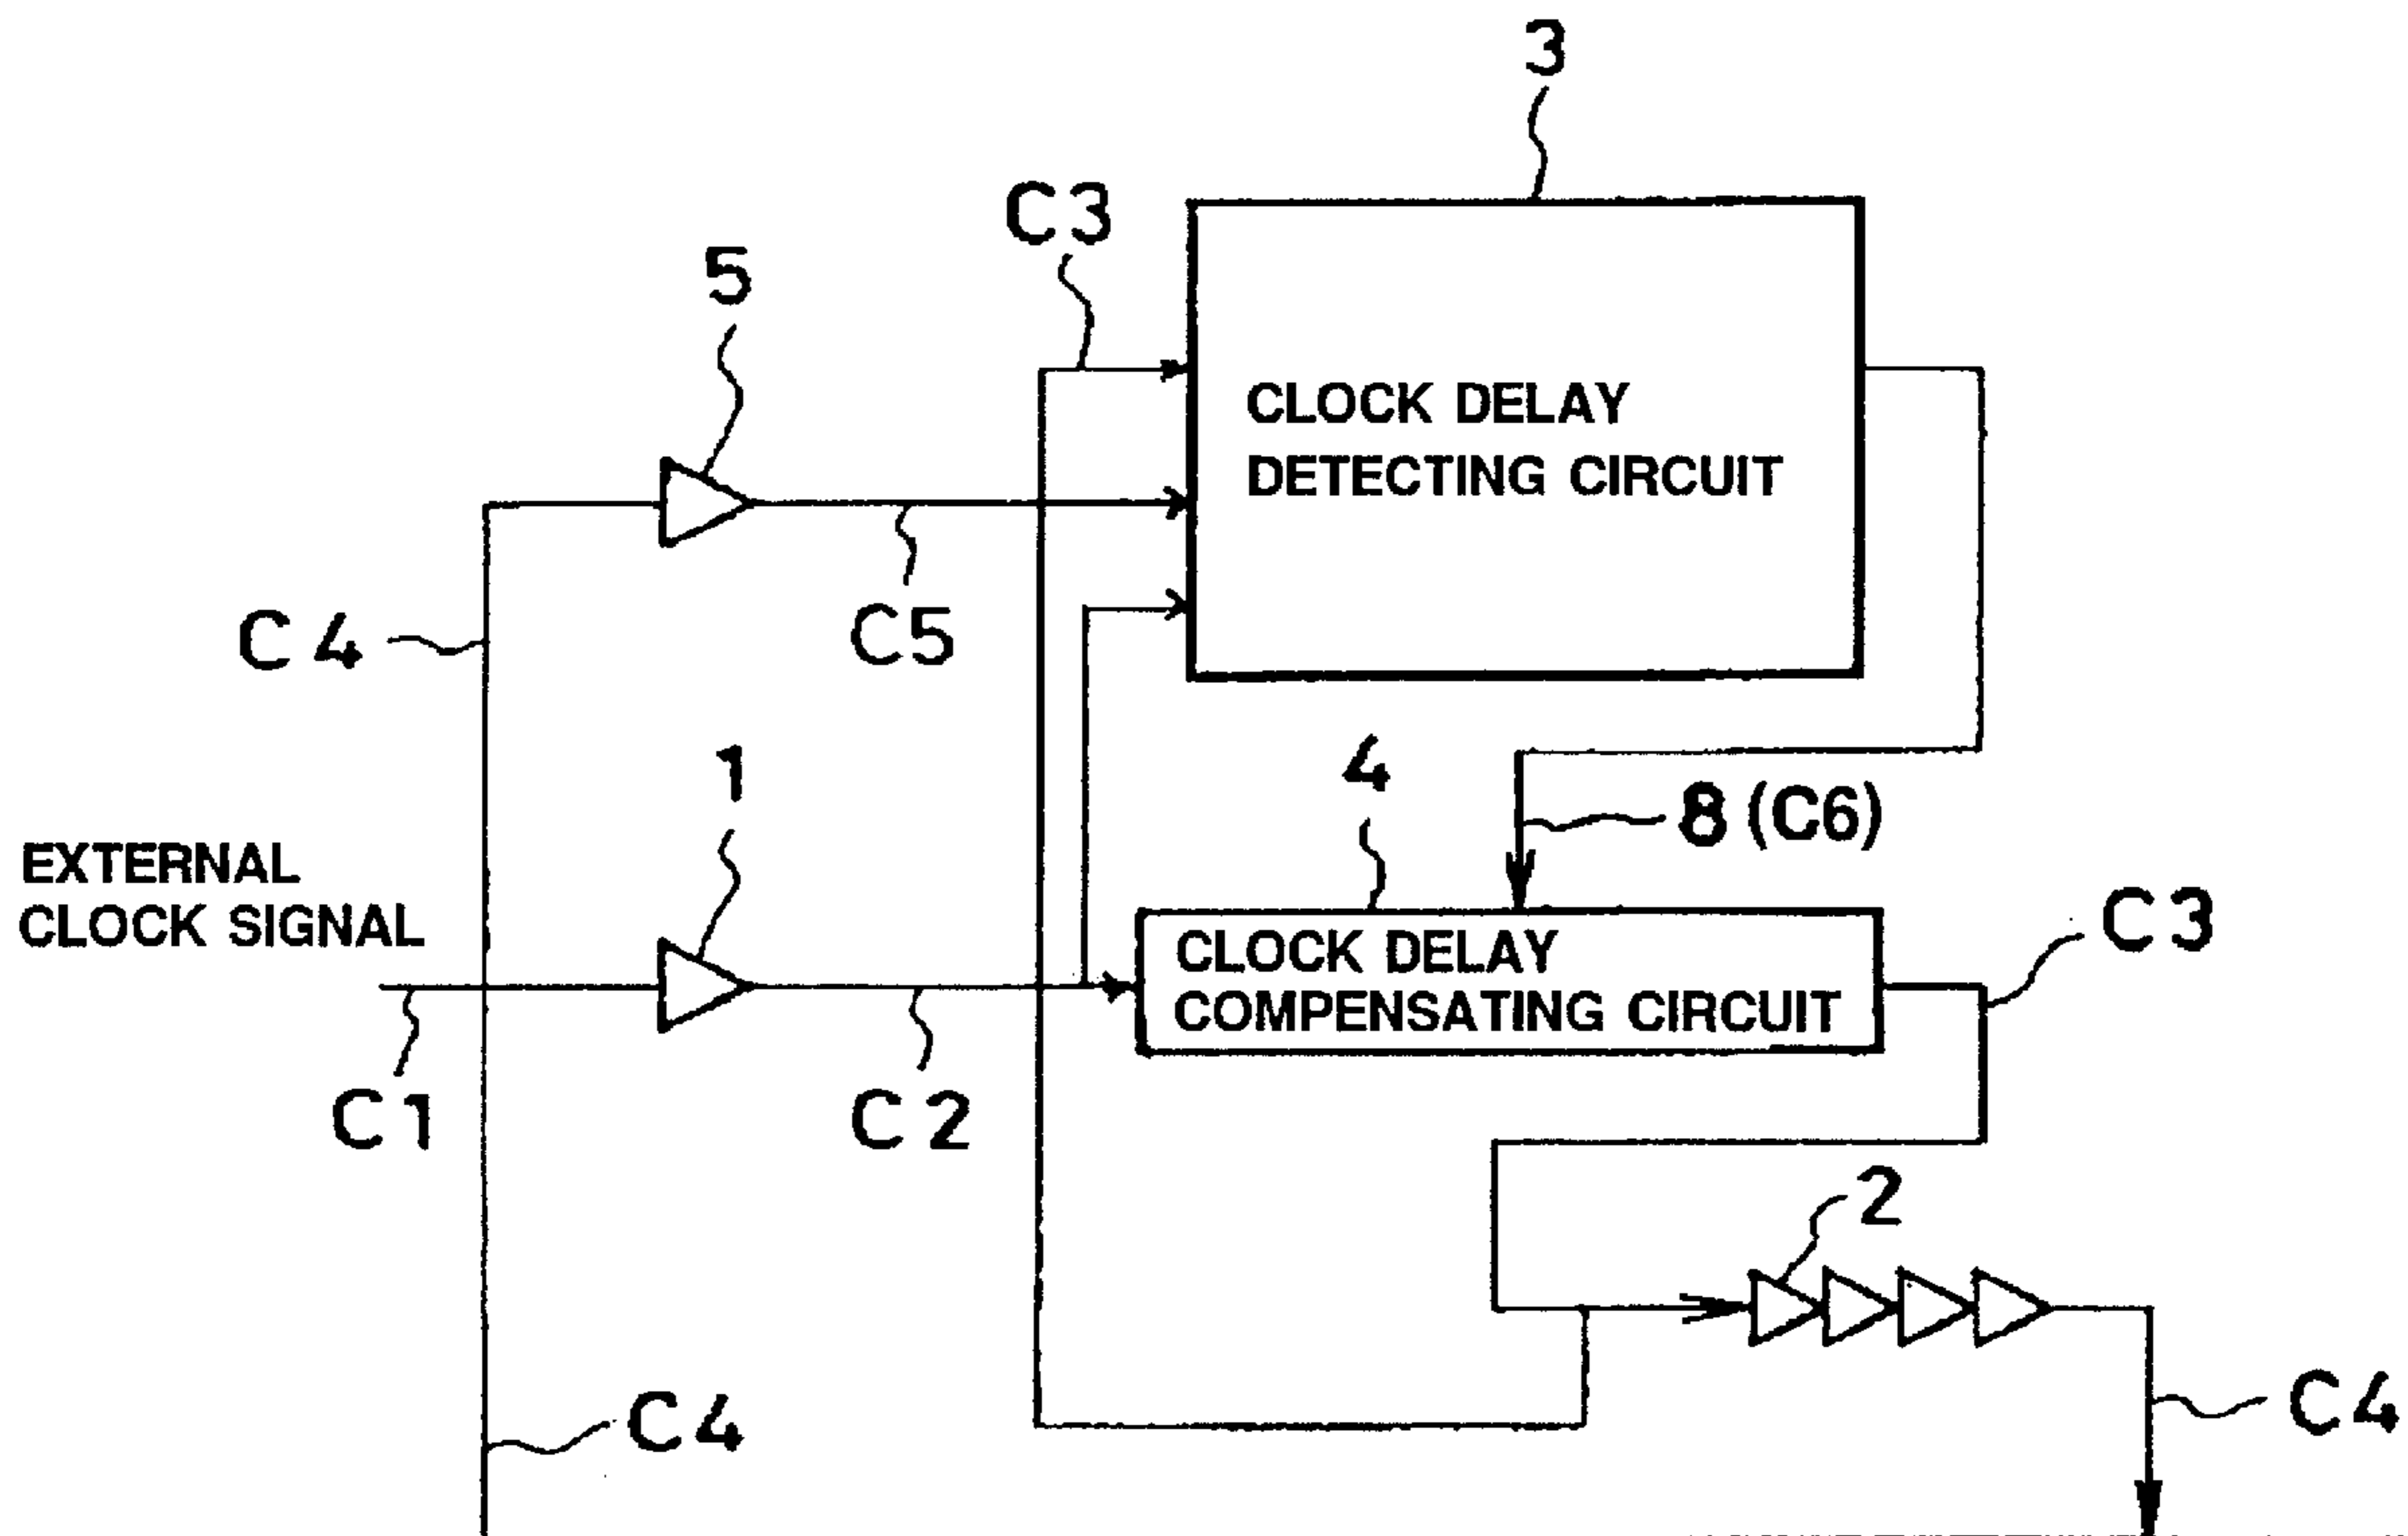 3
C3
5
CLOCK DELAY
DETECTING CIRCUIT
C4
C5
1
4
8 (C6)
EXTERNAL
CLOCK SIGNAL
C3
CLOCK DELAY
COMPENSATING CIRCUIT
C1
C2
2
C4
C4